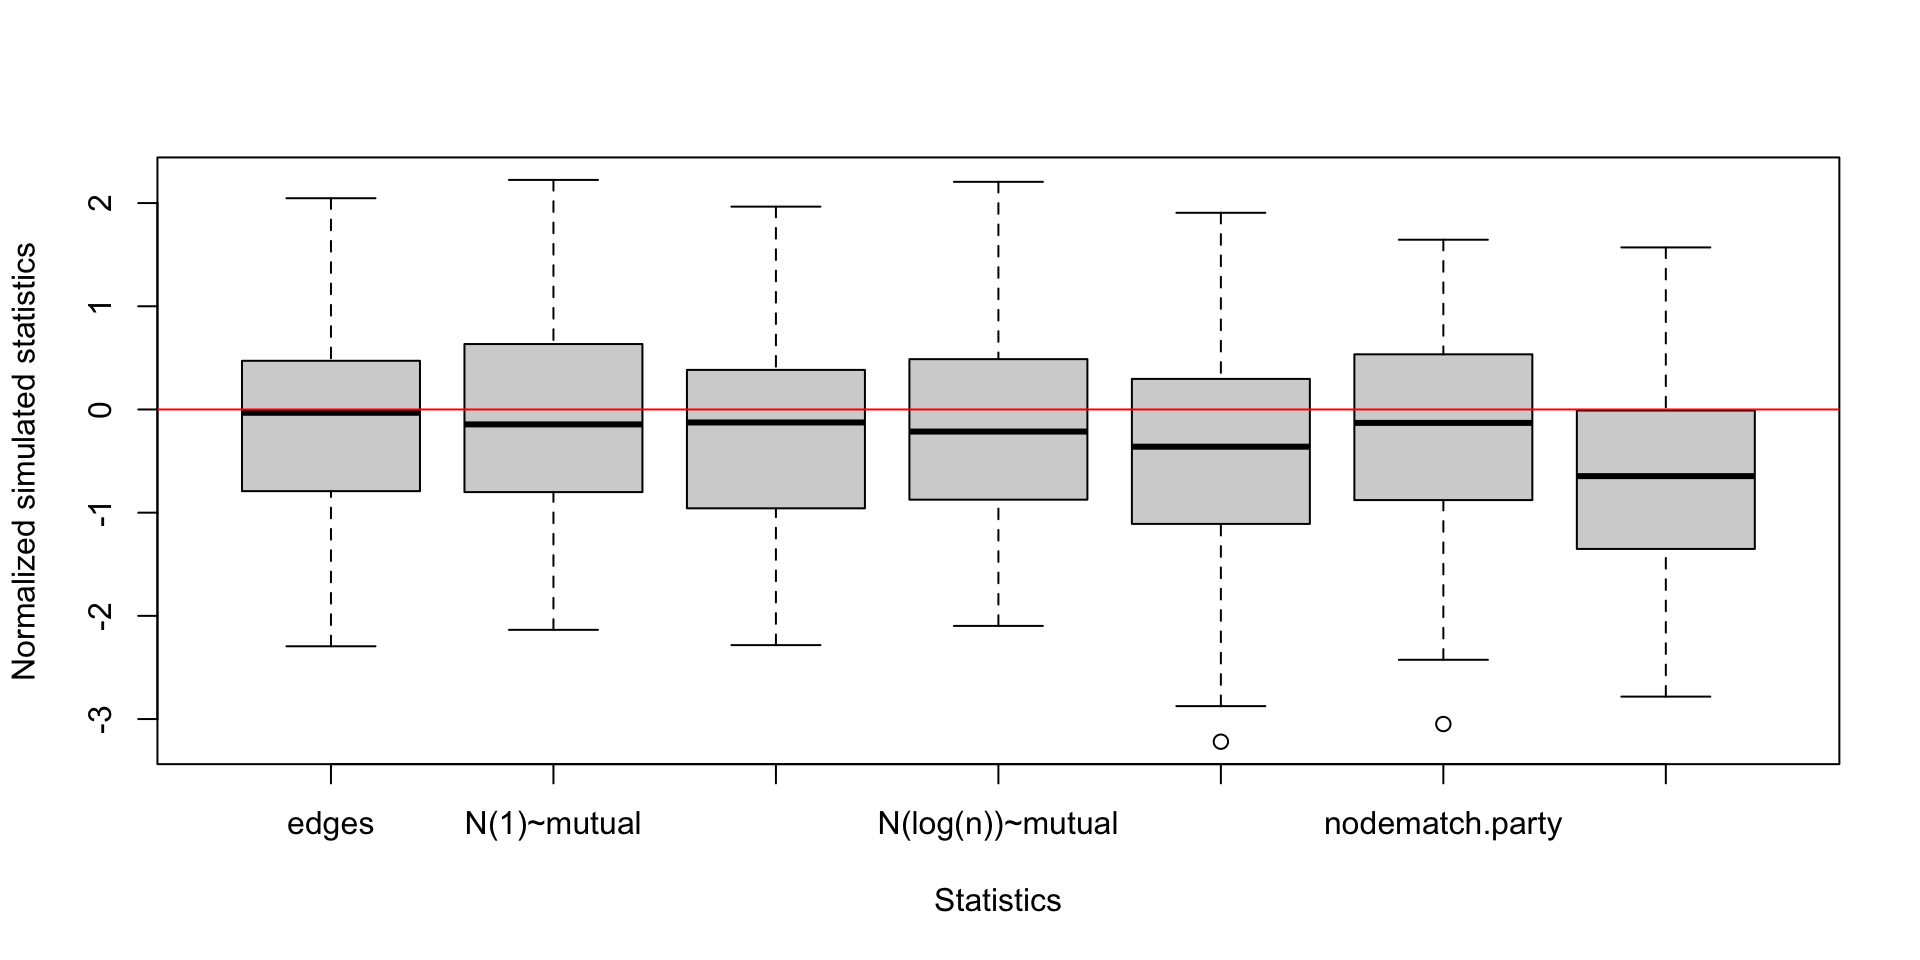 Normalized simulated statistics
2
1
0
-1
-2
-3
edges N(1)~mutual N(log(n))~mutual nodematch.party
Statistics